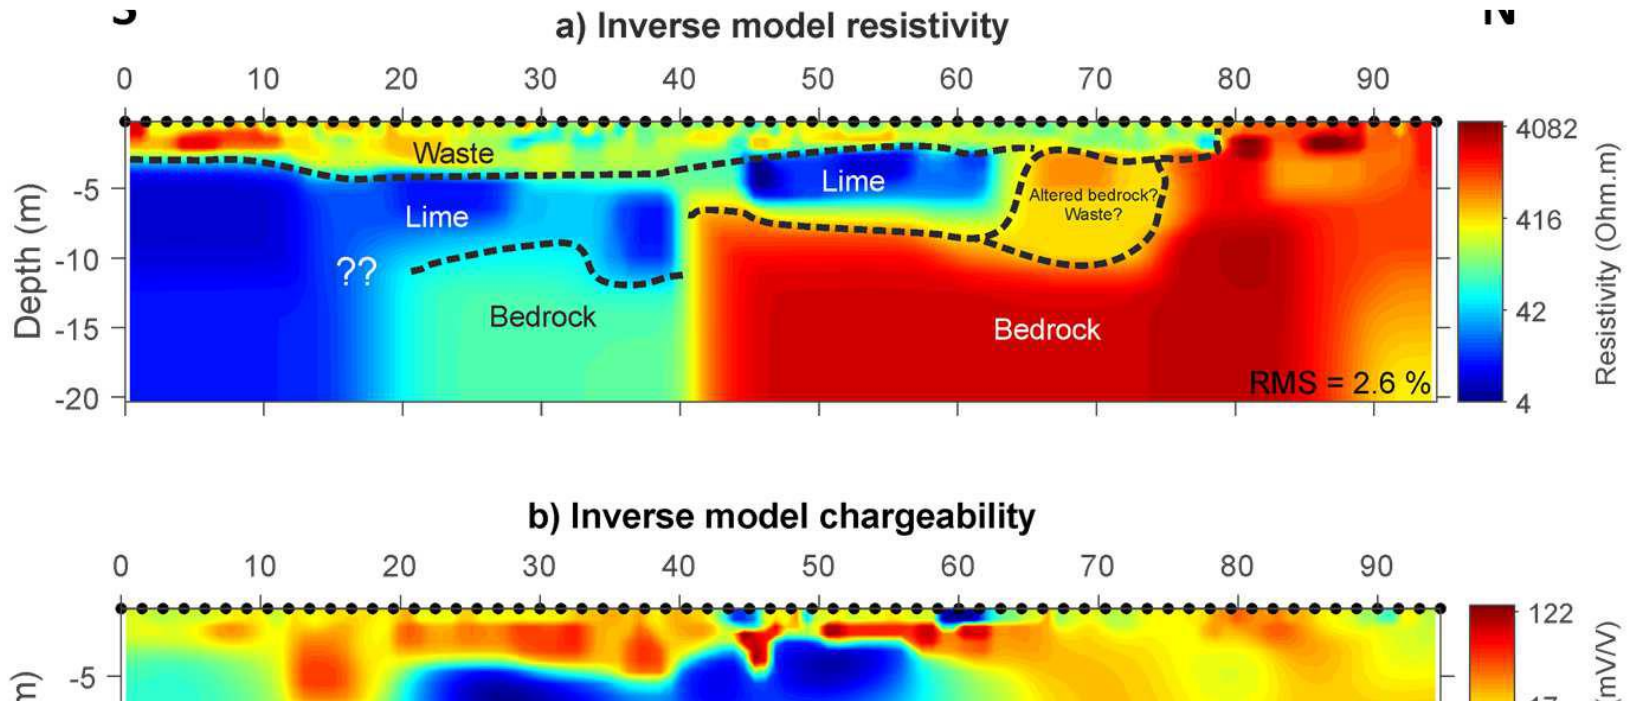 S N
a) Inverse model resistivity
0 10 20 30 40 50 60 70 80 90
Waste
Lime
Lime
??
Altered bedrock?
Waste?
Bedrock
Bedrock
RMS = 2.6 %
-5
-10
-15
-20
Depth (m)
4082
416
42
4
Resistivity (Ohm.m)
b) Inverse model chargeability
0 10 20 30 40 50 60 70 80 90
-5
m)
122
17
(mV/V)